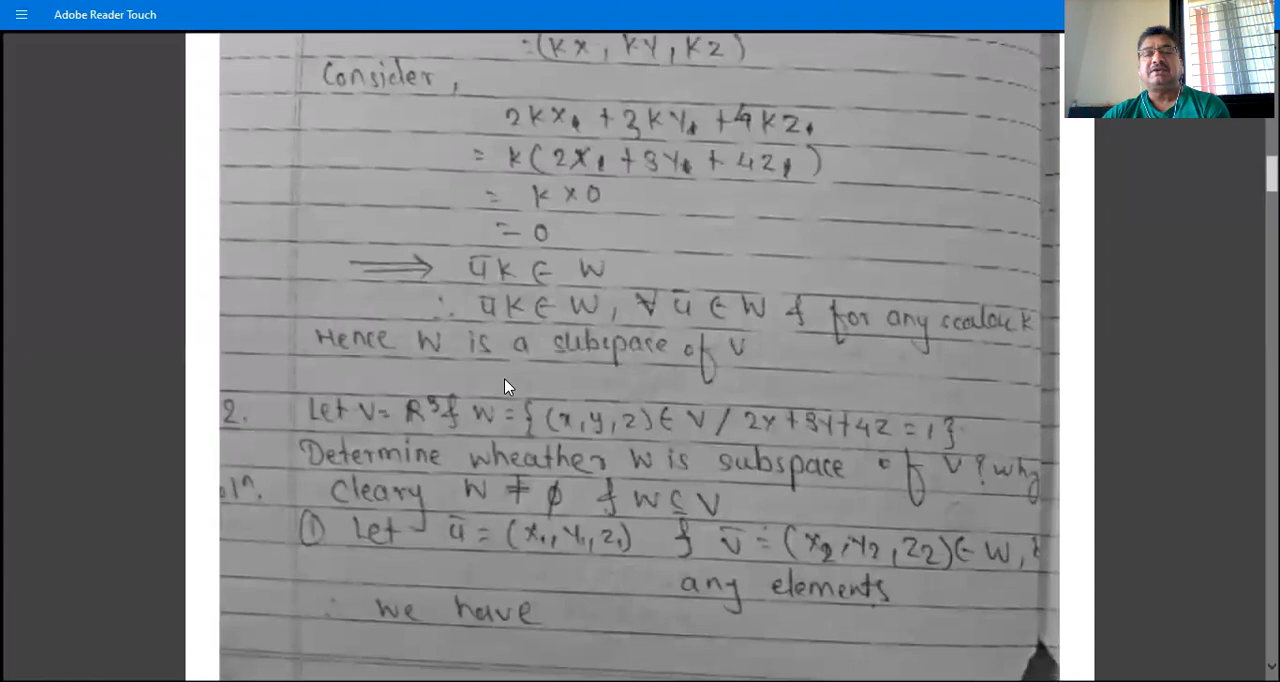 Adobe Reader Touch
=(kx, ky, kz)
Consider,
2kx₁ + 3ky₁ + 4kz₁
= k(2x₁ + 3y₁ + 4z₁)
= k × 0
= 0
⟹ ūk ∈ W
∴ ūk ∈ W, ∀ ū ∈ W & for any scalar k
Hence W is a subspace of V
2. Let V = R³ & W = {(x, y, z) ∈ V / 2x + 3y + 4z = 1}
Determine wheather W is subspace of V? why
olⁿ. Cleary W ≠ ϕ & W ⊆ V
① Let ū = (x₁, y₁, z₁) & v̄ = (x₂, y₂, z₂) ∈ W,
any elements
∴ we have